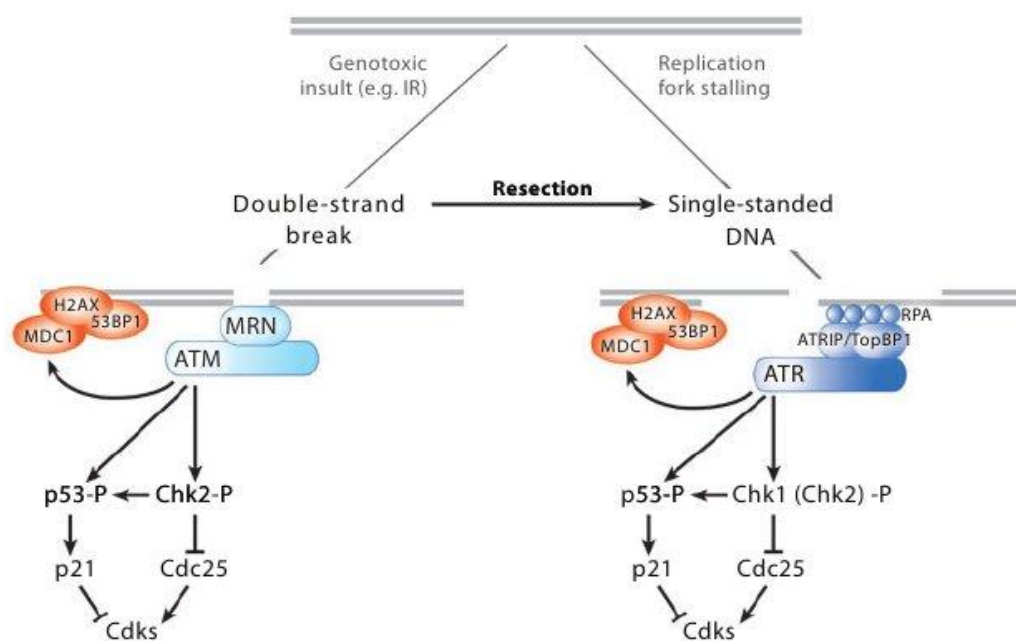 Genotoxic
insult (e.g. IR)
Replication
fork stalling
Resection
Double-strand
break
Single-standed
DNA
H2AX
53BP1
MDC1
MRN
ATM
H2AX
53BP1
MDC1
RPA
ATRIP/TopBP1
ATR
p53-P
Chk2-P
p53-P
Chk1 (Chk2) -P
p21
Cdc25
p21
Cdc25
Cdks
Cdks